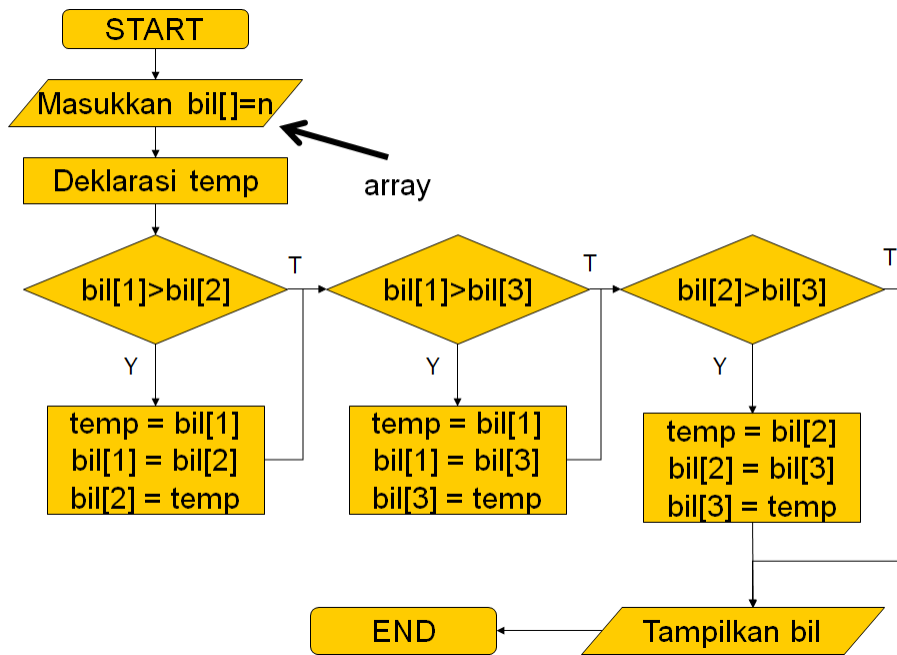 START
Masukkan bil[]=n
array
Deklarasi temp
bil[1]>bil[2]
T
Y
temp = bil[1]
bil[1] = bil[2]
bil[2] = temp
bil[1]>bil[3]
T
Y
temp = bil[1]
bil[1] = bil[3]
bil[3] = temp
bil[2]>bil[3]
T
Y
temp = bil[2]
bil[2] = bil[3]
bil[3] = temp
Tampilkan bil
END